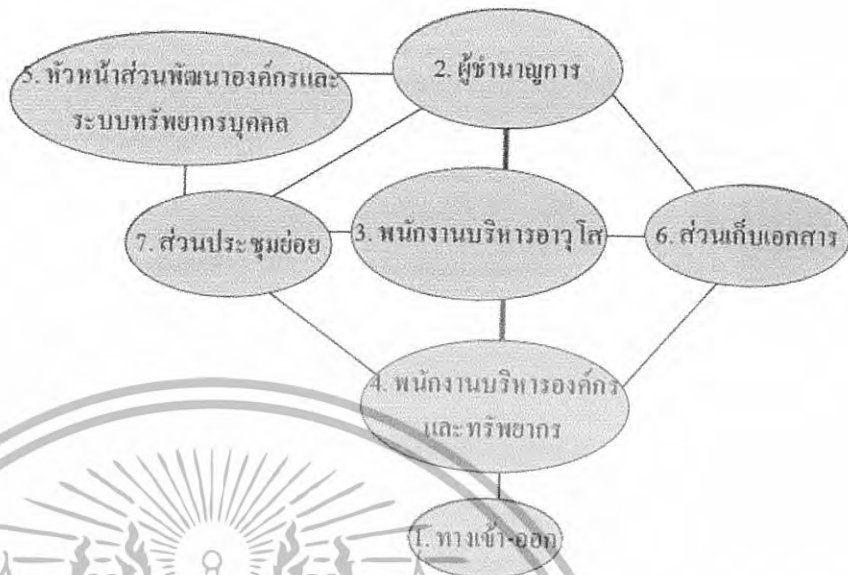 2. ผู้ชำนาญการ
5. หัวหน้าส่วนพัฒนาองค์กรและ
ระบบทรัพยากรบุคคล
7. ส่วนประชุมย่อย
3. พนักงานบริหารอาวุโส
6. ส่วนเก็บเอกสาร
4. พนักงานบริหารองค์กร
และทรัพยากร
1. ทางเข้า-ออก